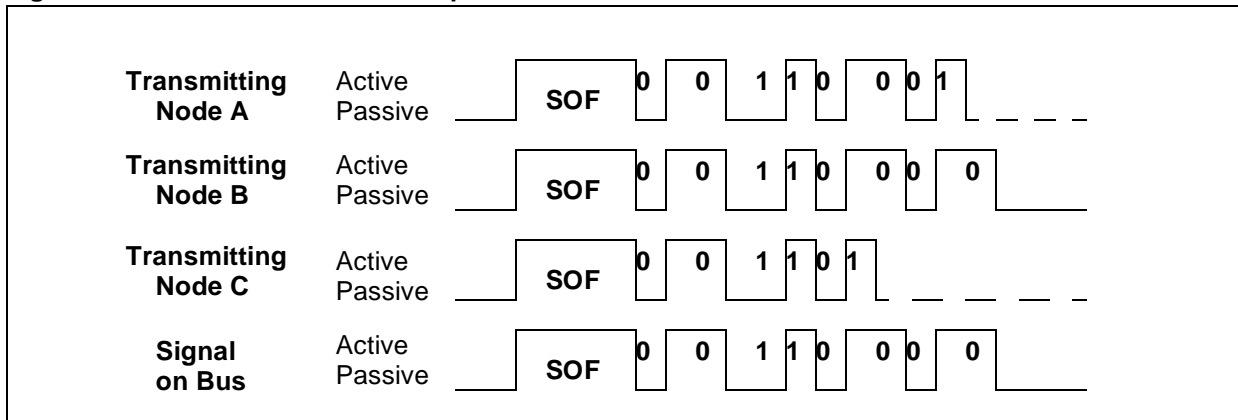 Transmitting Node A Active Passive SOF 0 0 1 1 0 0 0 1
Transmitting Node B Active Passive SOF 0 0 1 1 0 0 0 0
Transmitting Node C Active Passive SOF 0 0 1 1 0 1
Signal on Bus Active Passive SOF 0 0 1 1 0 0 0 0